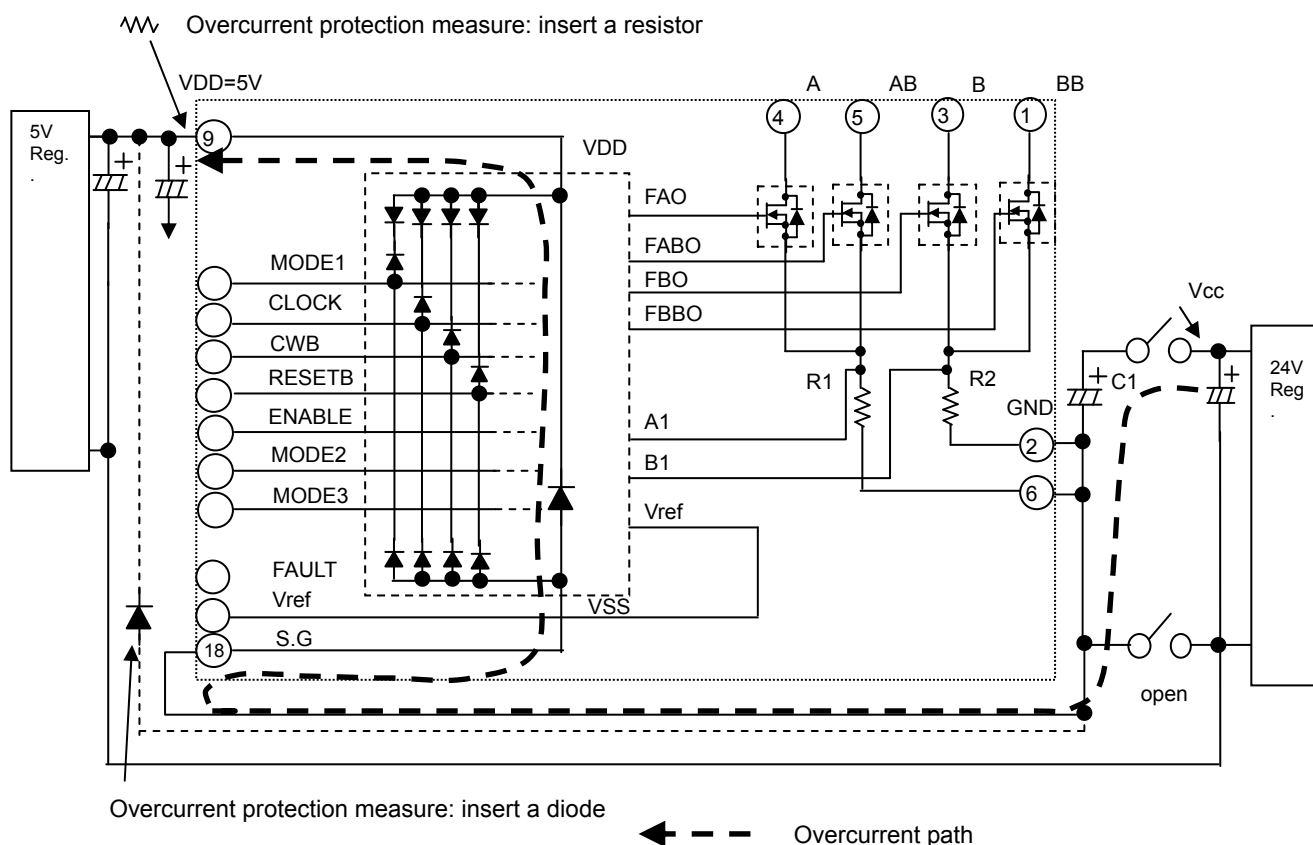 Overcurrent protection measure: insert a resistor
VDD=5V
A
AB
B
BB
4
5
3
1
5V
Reg.
.
9
VDD
FAO
FABO
FBO
FBBO
MODE1
CLOCK
CWB
RESETB
ENABLE
MODE2
MODE3
FAULT
Vref
S.G
18
VSS
A1
B1
Vref
R1
R2
GND
2
6
C1
Vcc
24V
Reg
.
open
+
+
+
+
Overcurrent protection measure: insert a diode
Overcurrent path